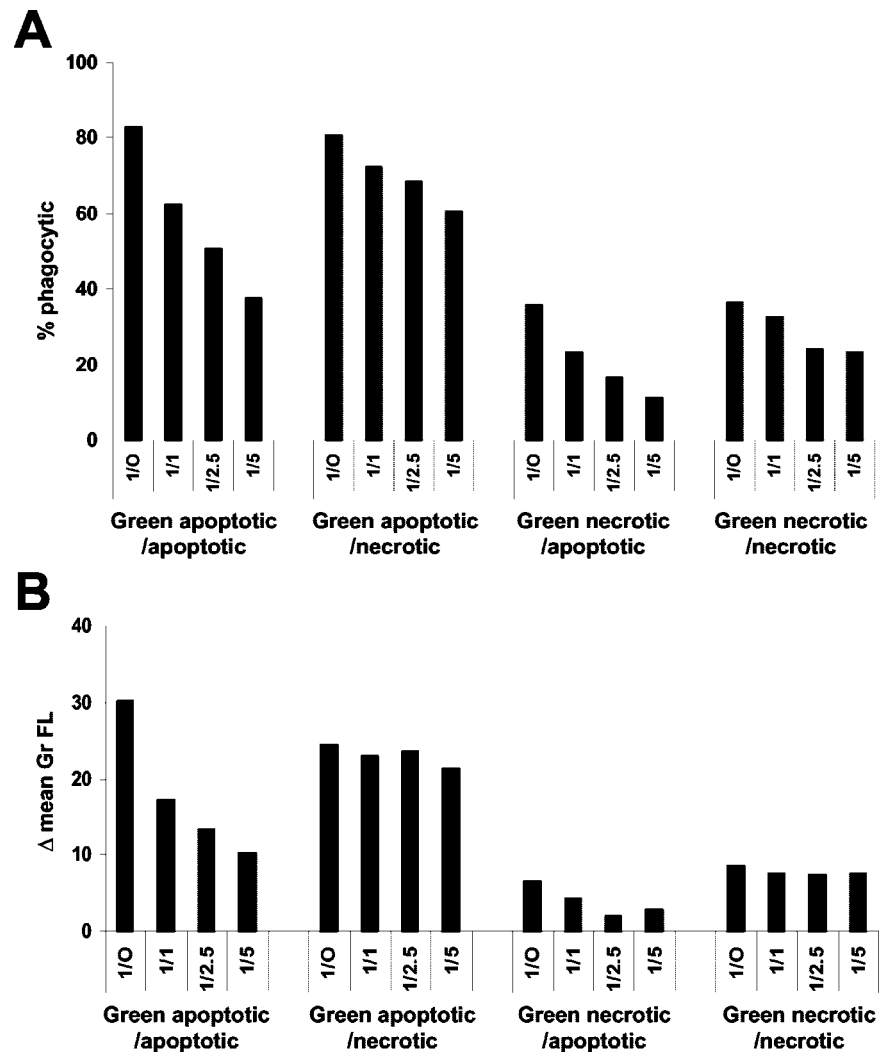 A
100
80
60
40
20
0
% phagocytic
1/O 1/1 1/2.5 1/5 1/O 1/1 1/2.5 1/5 1/O 1/1 1/2.5 1/5 1/O 1/1 1/2.5 1/5
Green apoptotic Green apoptotic Green necrotic Green necrotic
/apoptotic /necrotic /apoptotic /necrotic
B
40
30
20
10
0
Δ mean Gr FL
1/O 1/1 1/2.5 1/5 1/O 1/1 1/2.5 1/5 1/O 1/1 1/2.5 1/5 1/O 1/1 1/2.5 1/5
Green apoptotic Green apoptotic Green necrotic Green necrotic
/apoptotic /necrotic /apoptotic /necrotic